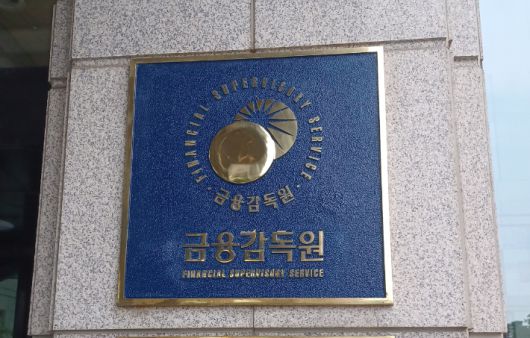 · FINANCIAL SUPERVISORY SERVICE ·
금융감독원
금융감독원
FINANCIAL SUPERVISORY SERVICE